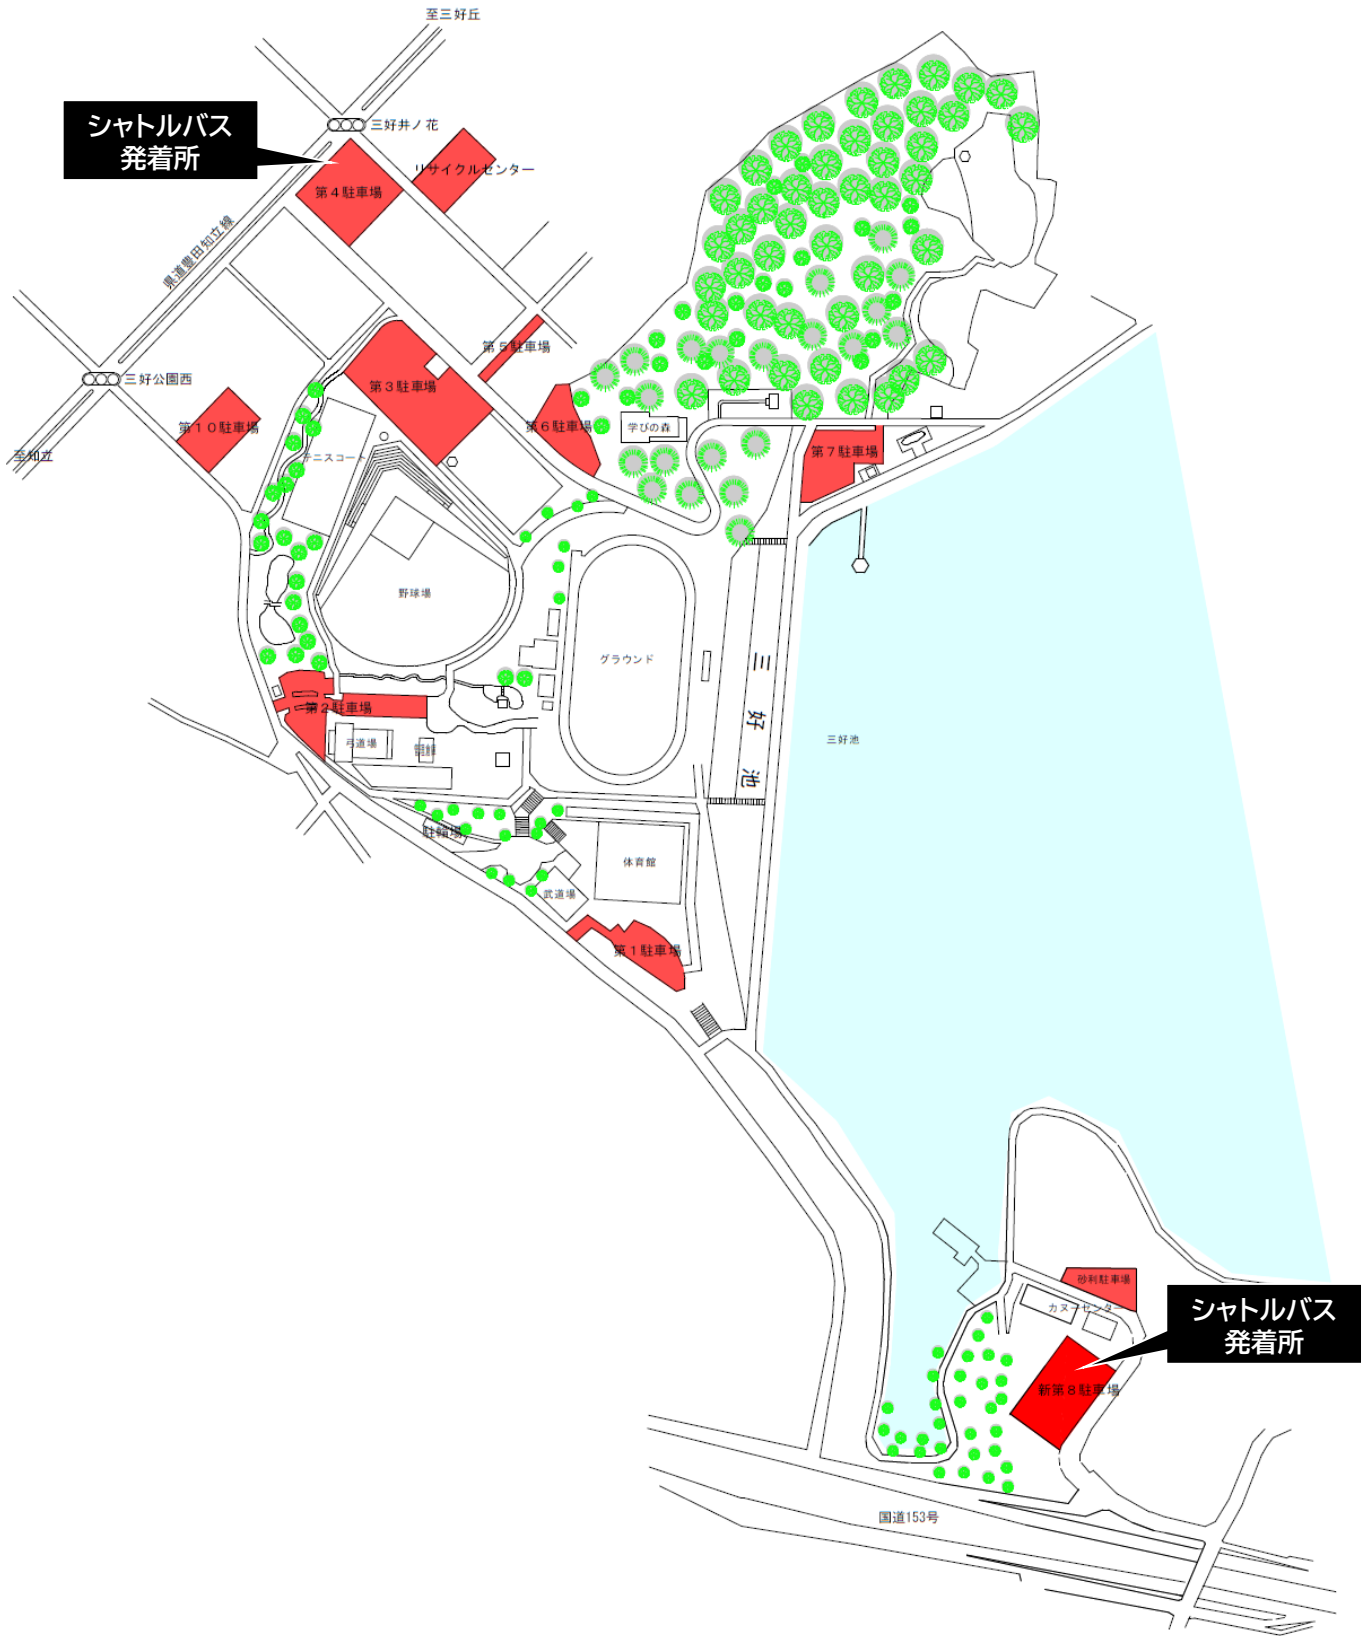 至三好丘
シャトルバス
発着所
三好井ノ花
リサイクルセンター
第4駐車場
県道豊田知立線
第5駐車場
三好公園西
第3駐車場
第10駐車場
第6駐車場
学びの森
至知立
テニスコート
第7駐車場
野球場
グラウンド
三好池
三好池
第2駐車場
弓道場
駐輪場
体育館
武道場
第1駐車場
砂利駐車場
カヌーセンター
シャトルバス
発着所
新第8駐車場
国道153号